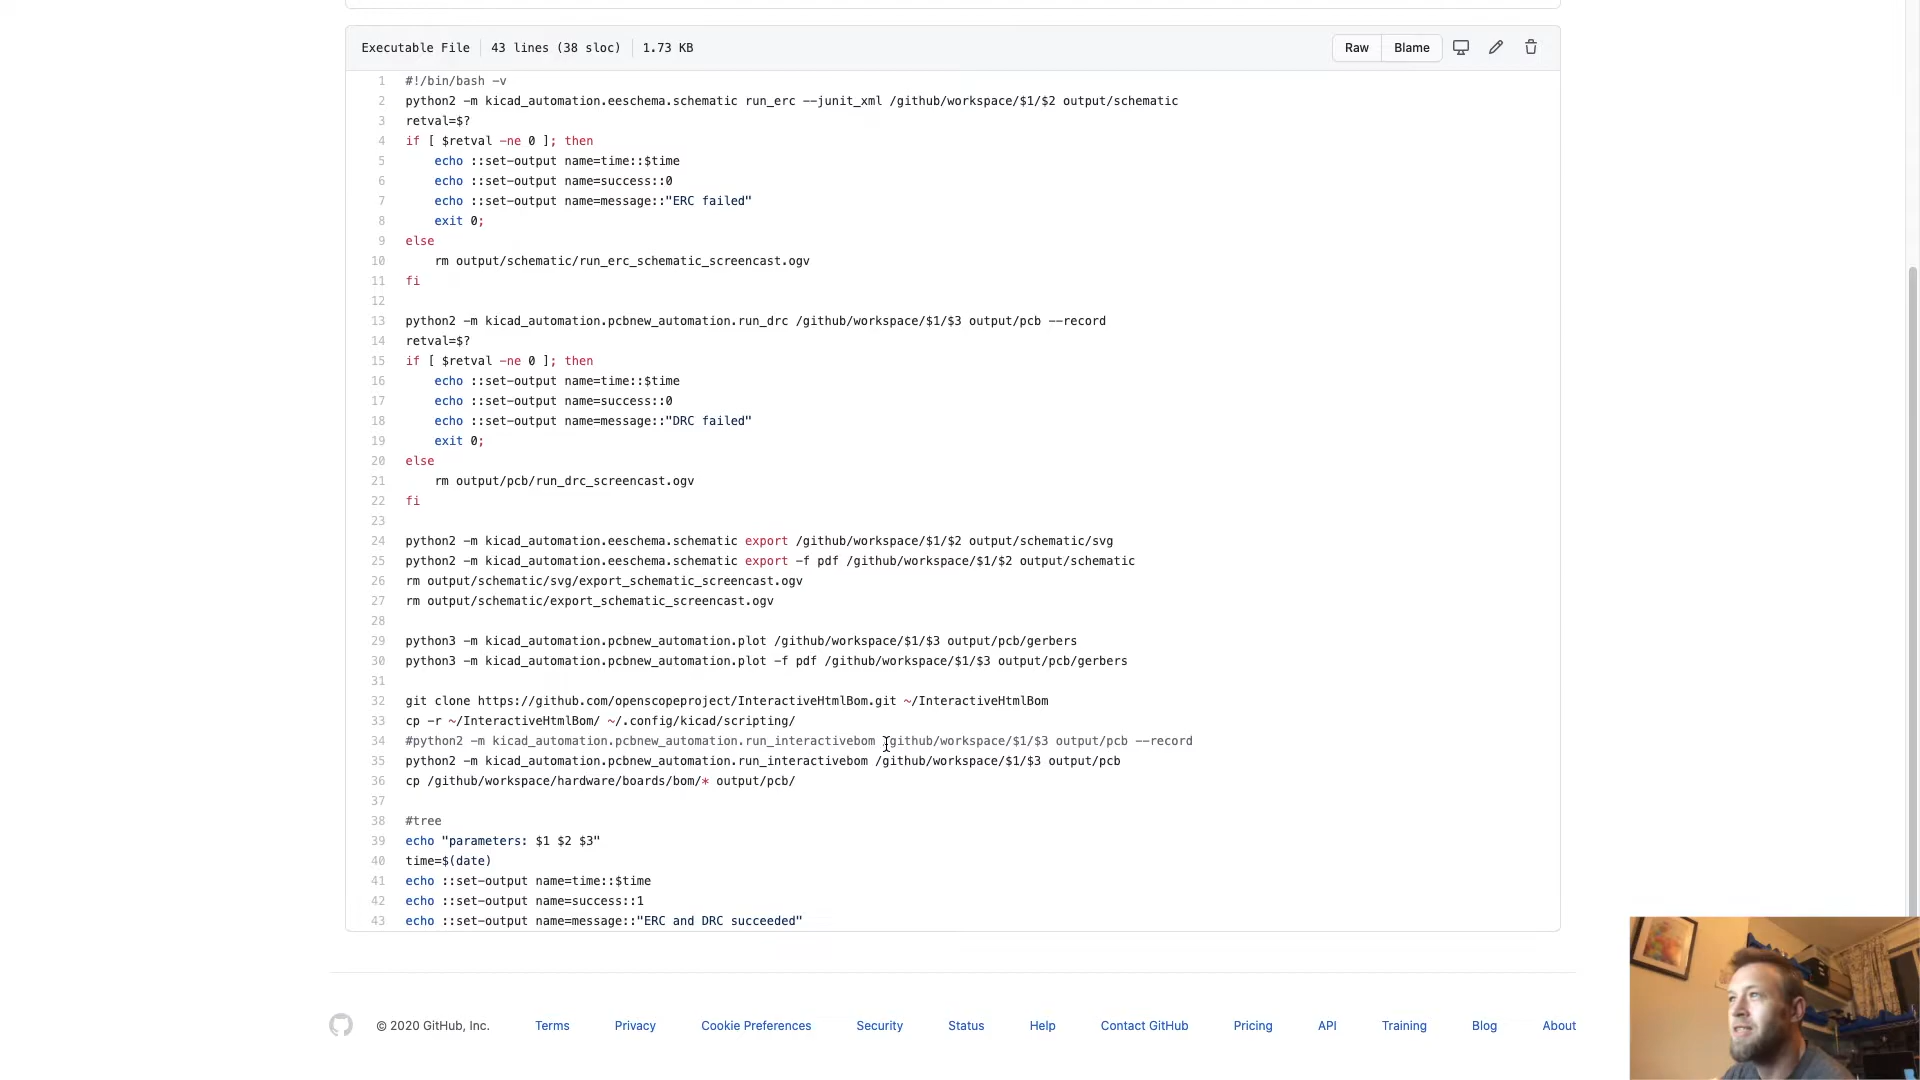 Executable File 43 lines (38 sloc) 1.73 KB Raw Blame
1 #!/bin/bash -v
2 python2 -m kicad_automation.eeschema.schematic run_erc --junit_xml /github/workspace/$1/$2 output/schematic
3 retval=$?
4 if [ $retval -ne 0 ]; then
5 echo ::set-output name=time::$time
6 echo ::set-output name=success::0
7 echo ::set-output name=message::"ERC failed"
8 exit 0;
9 else
10 rm output/schematic/run_erc_schematic_screencast.ogv
11 fi
12
13 python2 -m kicad_automation.pcbnew_automation.run_drc /github/workspace/$1/$3 output/pcb --record
14 retval=$?
15 if [ $retval -ne 0 ]; then
16 echo ::set-output name=time::$time
17 echo ::set-output name=success::0
18 echo ::set-output name=message::"DRC failed"
19 exit 0;
20 else
21 rm output/pcb/run_drc_screencast.ogv
22 fi
23
24 python2 -m kicad_automation.eeschema.schematic export /github/workspace/$1/$2 output/schematic/svg
25 python2 -m kicad_automation.eeschema.schematic export -f pdf /github/workspace/$1/$2 output/schematic
26 rm output/schematic/svg/export_schematic_screencast.ogv
27 rm output/schematic/export_schematic_screencast.ogv
28
29 python3 -m kicad_automation.pcbnew_automation.plot /github/workspace/$1/$3 output/pcb/gerbers
30 python3 -m kicad_automation.pcbnew_automation.plot -f pdf /github/workspace/$1/$3 output/pcb/gerbers
31
32 git clone https://github.com/openscopeproject/InteractiveHtmlBom.git ~/InteractiveHtmlBom
33 cp -r ~/InteractiveHtmlBom/ ~/.config/kicad/scripting/
34 #python2 -m kicad_automation.pcbnew_automation.run_interactivebom /github/workspace/$1/$3 output/pcb --record
35 python2 -m kicad_automation.pcbnew_automation.run_interactivebom /github/workspace/$1/$3 output/pcb
36 cp /github/workspace/hardware/boards/bom/* output/pcb/
37
38 #tree
39 echo "parameters: $1 $2 $3"
40 time=$(date)
41 echo ::set-output name=time::$time
42 echo ::set-output name=success::1
43 echo ::set-output name=message::"ERC and DRC succeeded"
© 2020 GitHub, Inc. Terms Privacy Cookie Preferences Security Status Help Contact GitHub Pricing API Training Blog About